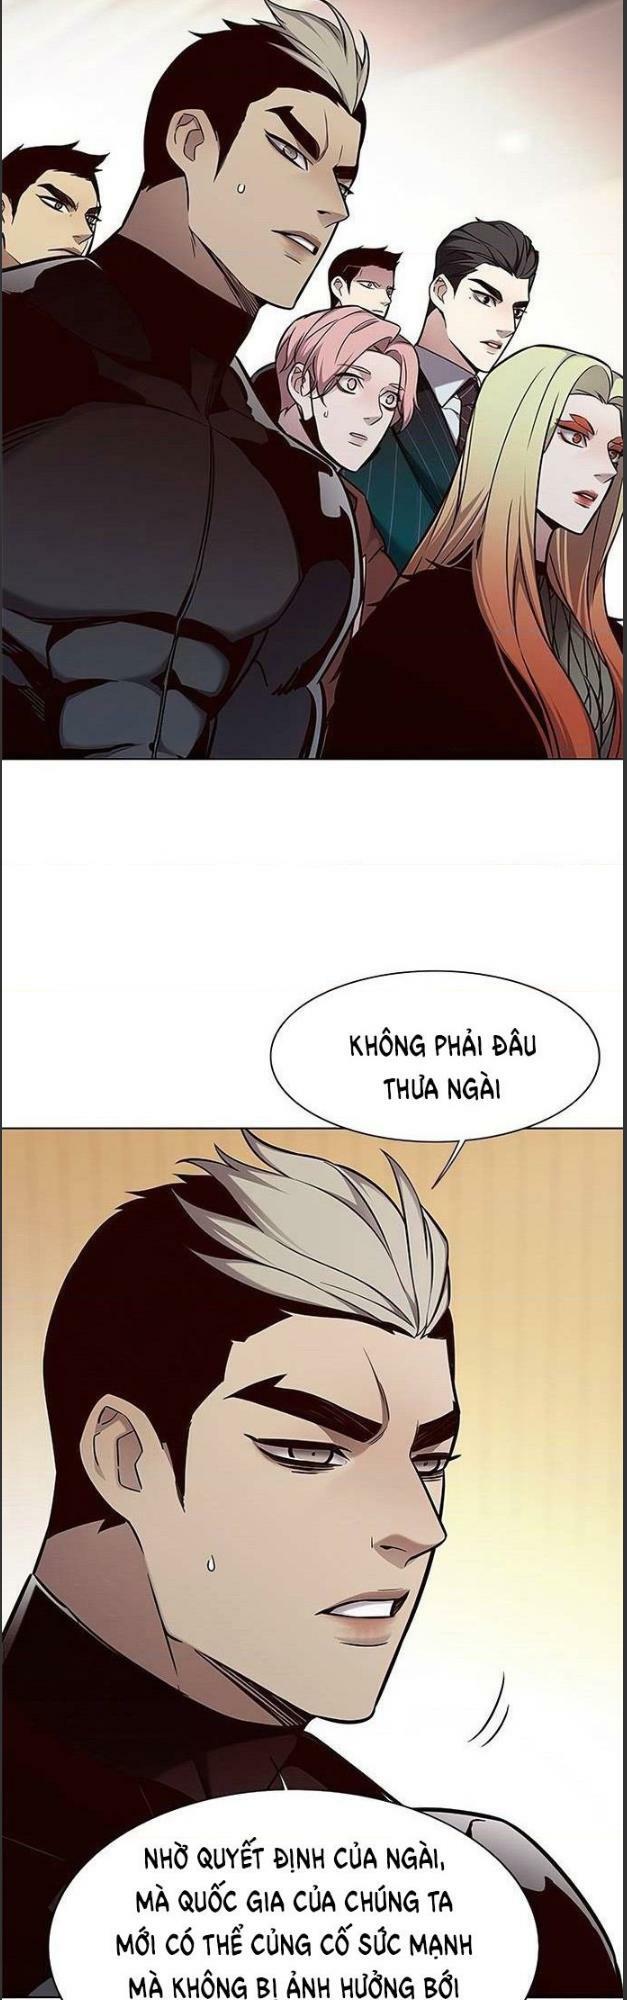 KHÔNG PHẢI ĐÂU
THƯA NGÀI
NHỜ QUYẾT ĐỊNH CỦA NGÀI,
MÀ QUỐC GIA CỦA CHÚNG TA
MỚI CÓ THỂ CỦNG CỐ SỨC MẠNH
MÀ KHÔNG BỊ ẢNH HƯỞNG BỞI